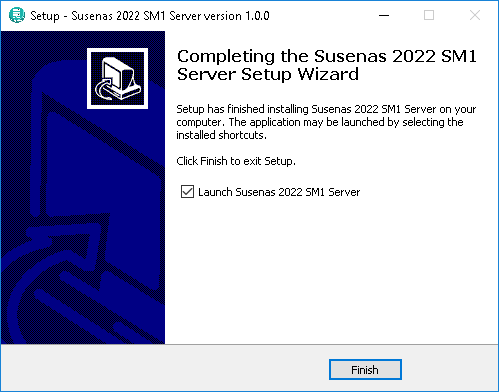 Setup - Susenas 2022 SM1 Server version 1.0.0
Completing the Susenas 2022 SM1
Server Setup Wizard
Setup has finished installing Susenas 2022 SM1 Server on your
computer. The application may be launched by selecting the
installed shortcuts.
Click Finish to exit Setup.
Launch Susenas 2022 SM1 Server
Finish